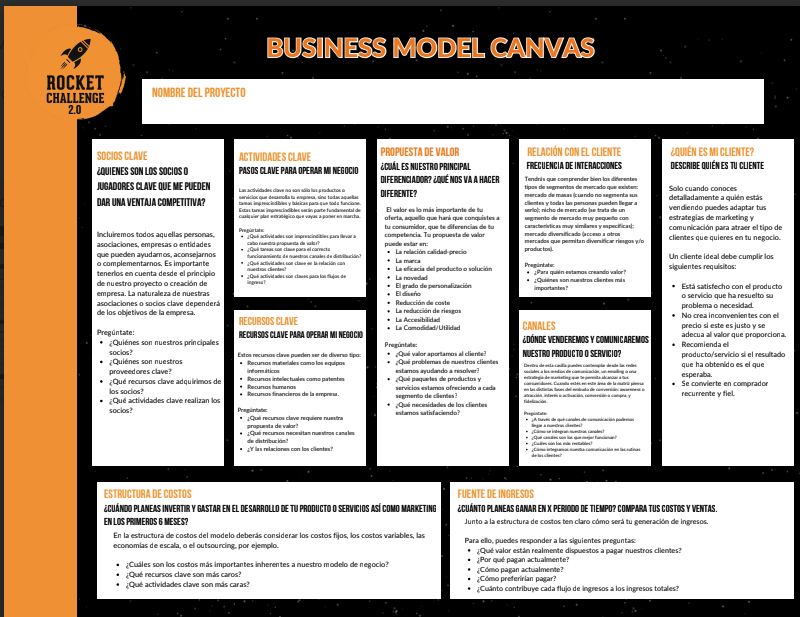 BUSINESS MODEL CANVAS
ROCKET
CHALLENGE
2.0
NOMBRE DEL PROYECTO
SOCIOS CLAVE
¿QUIENES SON LOS SOCIOS O
JUGADORES CLAVE QUE ME PUEDEN
DAR UNA VENTAJA COMPETITIVA?
Incluiremos todos aquellas personas,
asociaciones, empresas o entidades
que pueden ayudarnos, aconsejarnos
o complementarnos. Es importante
tenerlos en cuenta desde el principio
de nuestro proyecto o creación de
empresa. La naturaleza de nuestras
asociaciones o socios clave dependerá
de los objetivos de la empresa.
Pregúntate:
• ¿Quiénes son nuestros principales
socios?
• ¿Quiénes son nuestros
proveedores clave?
• ¿Qué recursos clave adquirimos de
los socios?
• ¿Qué actividades clave realizan los
socios?
ACTIVIDADES CLAVE
PASOS CLAVE PARA OPERAR MI NEGOCIO
Las actividades clave no son sólo los productos o
servicios que desarrolla tu empresa, sino todas aquellas
tareas imprescindibles y básicas para que todo funcione.
Estas tareas imprescindibles serán parte fundamental de
cualquier plan estratégico que vayas a poner en marcha.
Pregúntate:
• ¿Qué actividades son imprescindibles para llevar a
cabo nuestra propuesta de valor?
• ¿Qué tareas son clave para el correcto
funcionamiento de nuestros canales de distribución?
• ¿Qué actividades son clave en la relación con
nuestros clientes?
• ¿Qué actividades son claves para los flujos de
ingreso?
RECURSOS CLAVE
RECURSOS CLAVE PARA OPERAR MI NEGOCIO
Estos recursos clave pueden ser de diverso tipo:
• Recursos materiales como los equipos
informáticos
• Recursos intelectuales como patentes
• Recursos humanos
• Recursos financieros de la empresa.
Pregúntate:
• ¿Qué recursos clave requiere nuestra
propuesta de valor?
• ¿Qué recursos necesitan nuestros canales
de distribución?
• ¿Y las relaciones con los clientes?
PROPUESTA DE VALOR
¿CUÁL ES NUESTRO PRINCIPAL
DIFERENCIADOR? ¿QUÉ NOS VA A HACER
DIFERENTE?
El valor es lo más importante de tu
oferta, aquello que hará que conquistes a
tu consumidor, que te diferencias de tu
competencia. Tu propuesta de valor
puede estar en:
• La relación calidad-precio
• La marca
• La eficacia del producto o solución
• La novedad
• El grado de personalización
• El diseño
• Reducción de coste
• La reducción de riesgos
• La Accesibilidad
• La Comodidad/Utilidad
Pregúntate:
• ¿Qué valor aportamos al cliente?
• ¿Qué problema o problemas de los clientes
estamos ayudando a resolver?
• ¿Qué paquetes de productos y
servicios estamos ofreciendo a cada
segmento de clientes?
• ¿Qué necesidades de los clientes
estamos satisfaciendo?
RELACIÓN CON EL CLIENTE
FRECUENCIA DE INTERACCIONES
Tendrás que comprender bien los diferentes
tipos de segmentos de mercado que existen:
mercado de masas (cuando no segmenta sus
clientes y todas las personas pueden llegar a
serlo); nicho de mercado (se trata de un
segmento de mercado muy pequeño con
características muy similares y específicas);
mercado diversificado (acceso a otros
mercados que permitan diversificar riesgos y/o
productos).
Pregúntate:
• ¿Para quién estamos creando valor?
• ¿Quiénes son nuestros clientes más
importantes?
CANALES
¿DÓNDE VENDEREMOS Y COMUNICAREMOS
NUESTRO PRODUCTO O SERVICIO?
Dentro de esta casilla puedes contemplar desde las redes
sociales a los medios de comunicación, un emailing o una
estrategia de marketing que te permita alcanzar a tus
consumidores. Cuando estés en este área de la matriz piensa
en las distintas fases del embudo de conversión: awareness o
atracción, interés o activación, conversión o compra, y
fidelización.
Pregúntate:
• ¿A través de qué canales de comunicación podemos
llegar a nuestros clientes?
• ¿Cómo se integran nuestros canales?
• ¿Qué canales son los que mejor funcionan?
• ¿Cuáles son los más rentables?
• ¿Cómo integramos nuestra comunicación en las rutinas
de los clientes?
¿QUIÉN ES MI CLIENTE?
DESCRIBE QUIÉN ES TU CLIENTE
Solo cuando conoces
detalladamente a quién estás
vendiendo puedes adaptar tus
estrategias de marketing y
comunicación para atraer el tipo de
clientes que quieres en tu negocio.
Un cliente ideal debe cumplir los
siguientes requisitos:
• Está satisfecho con el producto
o servicio que ha resuelto su
problema o necesidad.
• No crea inconvenientes con el
precio si este es justo y se
adecua al valor que proporciona.
• Recomienda el
producto/servicio si el resultado
que ha obtenido es el que
esperaba.
• Se convierte en comprador
recurrente y fiel.
ESTRUCTURA DE COSTOS
¿CUÁNDO PLANEAS INVERTIR Y GASTAR EN EL DESARROLLO DE TU PRODUCTO O SERVICIOS ASÍ COMO MARKETING
EN LOS PRIMEROS 6 MESES?
En la estructura de costos del modelo deberás considerar los costos fijos, los costos variables, las
economías de escala, o el outsourcing, por ejemplo.
• ¿Cuáles son los costos más importantes inherentes a nuestro modelo de negocio?
• ¿Qué recursos clave son más caros?
• ¿Qué actividades clave son más caras?
FUENTE DE INGRESOS
¿CUÁNTO PLANEAS GANAR EN X PERIODO DE TIEMPO? COMPARA TUS COSTOS Y VENTAS.
Junto a la estructura de costos ten claro cómo será tu generación de ingresos.
Para ello, puedes responder a las siguientes preguntas:
• ¿Qué valor están realmente dispuestos a pagar nuestros clientes?
• ¿Por qué pagan actualmente?
• ¿Cómo pagan actualmente?
• ¿Cómo preferirían pagar?
• ¿Cuánto contribuye cada flujo de ingresos a los ingresos totales?